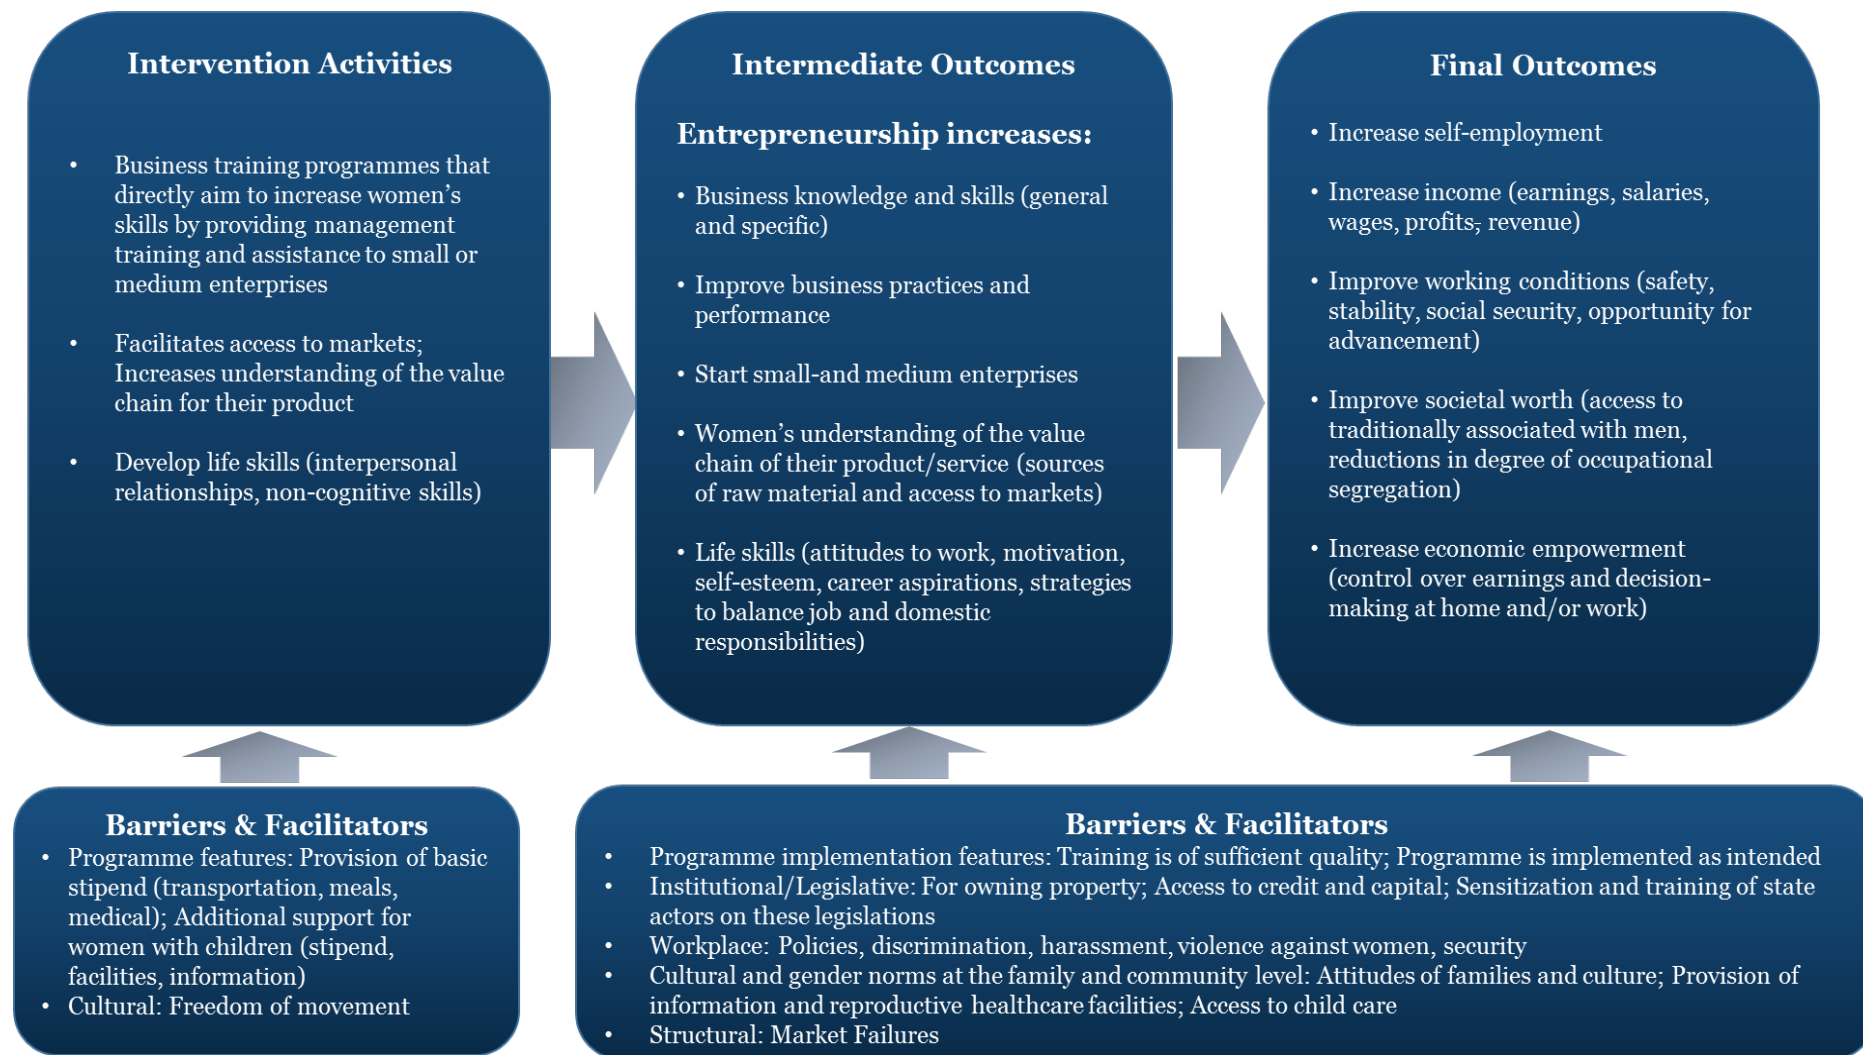 Intervention Activities
• Business training programmes that
directly aim to increase women's
skills by providing management
training and assistance to small or
medium enterprises
• Facilitates access to markets;
Increases understanding of the value
chain for their product
• Develop life skills (interpersonal
relationships, non-cognitive skills)
Intermediate Outcomes
Entrepreneurship increases:
• Business knowledge and skills (general
and specific)
• Improve business practices and
performance
• Start small-and medium enterprises
• Women's understanding of the value
chain of their product/service (sources
of raw material and access to markets)
• Life skills (attitudes to work, motivation,
self-esteem, career aspirations, strategies
to balance job and domestic
responsibilities)
Final Outcomes
• Increase self-employment
• Increase income (earnings, salaries,
wages, profits, revenue)
• Improve working conditions (safety,
stability, social security, opportunity for
advancement)
• Improve societal worth (access to
traditionally associated with men,
reductions in degree of occupational
segregation)
• Increase economic empowerment
(control over earnings and decision-
making at home and/or work)
Barriers & Facilitators
• Programme features: Provision of basic
stipend (transportation, meals,
medical); Additional support for
women with children (stipend,
facilities, information)
• Cultural: Freedom of movement
Barriers & Facilitators
• Programme implementation features: Training is of sufficient quality; Programme is implemented as intended
• Institutional/Legislative: For owning property; Access to credit and capital; Sensitization and training of state
actors on these legislations
• Workplace: Policies, discrimination, harassment, violence against women, security
• Cultural and gender norms at the family and community level: Attitudes of families and culture; Provision of
information and reproductive healthcare facilities; Access to child care
• Structural: Market Failures